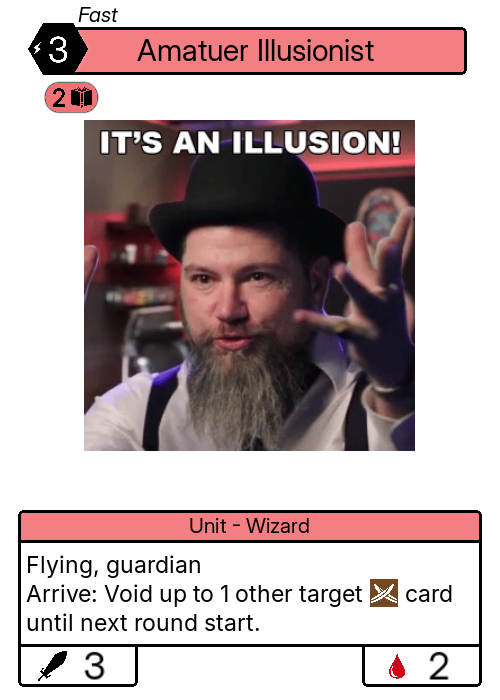 Fast
3 Amatuer Illusionist
2
IT'S AN ILLUSION!
Unit - Wizard
Flying, guardian
Arrive: Void up to 1 other target card
until next round start.
3 2